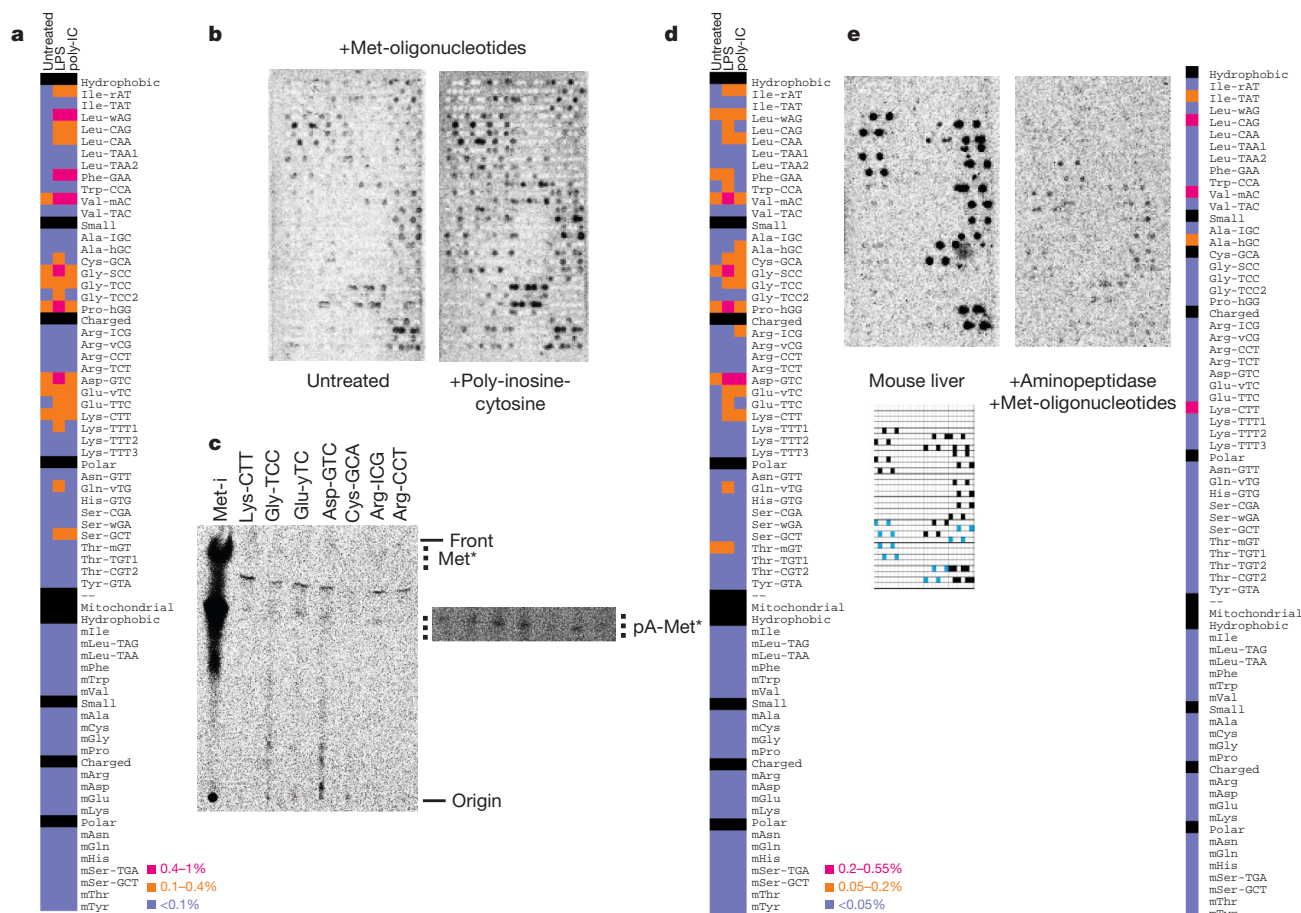 a
Untreated
LPS
poly-IC
Hydrophobic
Ile-rAT
Ile-TAT
Leu-wAG
Leu-CAG
Leu-CAA
Leu-TAA1
Leu-TAA2
Phe-GAA
Trp-CCA
Val-mAC
Val-TAC
Small
Ala-IGC
Ala-hGC
Cys-GCA
Gly-SCC
Gly-TCC
Gly-TCC2
Pro-hGG
Charged
Arg-ICG
Arg-vCG
Arg-CCT
Arg-TCT
Asp-GTC
Glu-vTC
Glu-TTC
Lys-CTT
Lys-TTT1
Lys-TTT2
Lys-TTT3
Polar
Asn-GTT
Gln-vTG
His-GTG
Ser-CGA
Ser-wGA
Ser-GCT
Thr-mGT
Thr-TGT1
Thr-CGT2
Tyr-GTA
--
Mitochondrial
Hydrophobic
mIle
mLeu-TAG
mLeu-TAA
mPhe
mTrp
mVal
Small
mAla
mCys
mGly
mPro
Charged
mArg
mAsp
mGlu
mLys
Polar
mAsn
mGln
mHis
mSer-TGA
mSer-GCT
mThr
mTyr
0.4–1%
0.1–0.4%
<0.1%
b
+Met-oligonucleotides
Untreated
+Poly-inosine-
cytosine
c
Met-i
Lys-CTT
Gly-TCC
Glu-yTC
Asp-GTC
Cys-GCA
Arg-ICG
Arg-CCT
Front
Met*
pA-Met*
Origin
d
Untreated
LPS
poly-IC
Hydrophobic
Ile-rAT
Ile-TAT
Leu-wAG
Leu-CAG
Leu-CAA
Leu-TAA1
Leu-TAA2
Phe-GAA
Trp-CCA
Val-mAC
Val-TAC
Small
Ala-IGC
Ala-hGC
Cys-GCA
Gly-SCC
Gly-TCC
Gly-TCC2
Pro-hGG
Charged
Arg-ICG
Arg-vCG
Arg-TCC
Arg-TCT
Asp-GTC
Glu-vTC
Glu-TTC
Lys-CTT
Lys-TTT1
Lys-TTT2
Lys-TTT3
Polar
Asn-GTT
Gln-vTG
His-GTG
Ser-CGA
Ser-wGA
Ser-GCT
Thr-mGT
Thr-TGT1
Thr-CGT2
Tyr-GTA
--
Mitochondrial
Hydrophobic
mIle
mLeu-TAG
mLeu-TAA
mPhe
mTrp
mVal
Small
mAla
mCys
mGly
mPro
Charged
mArg
mAsp
mGlu
mLys
Polar
mAsn
mGln
mHis
mSer-TGA
mSer-GCT
mThr
mTyr
0.2–0.55%
0.05–0.2%
<0.05%
e
Mouse liver
+Aminopeptidase
+Met-oligonucleotides
Hydrophobic
Ile-rAT
Ile-TAT
Leu-wAG
Leu-CAG
Leu-CAA
Leu-TAA1
Leu-TAA2
Phe-GAA
Trp-CCA
Val-mAC
Val-TAC
Small
Ala-IGC
Ala-hGC
Cys-GCA
Gly-SCC
Gly-TCC
Gly-TCC2
Pro-hGG
Charged
Arg-ICG
Arg-vCG
Arg-CCT
Arg-TCT
Asp-GTC
Glu-vTC
Glu-TTC
Lys-CTT
Lys-TTT1
Lys-TTT2
Lys-TTT3
Polar
Asn-GTT
Gln-vTG
His-GTG
Ser-CGA
Ser-wGA
Ser-GCT
Thr-mGT
Thr-TGT1
Thr-TGT2
Thr-CGT2
Tyr-GTA
--
Mitochondrial
Hydrophobic
mIle
mLeu-TAG
mLeu-TAA
mPhe
mTrp
mVal
Small
mAla
mCys
mGly
mPro
Charged
mArg
mAsp
mGlu
mLys
Polar
mAsn
mGln
mHis
mSer-TGA
mSer-GCT
mThr